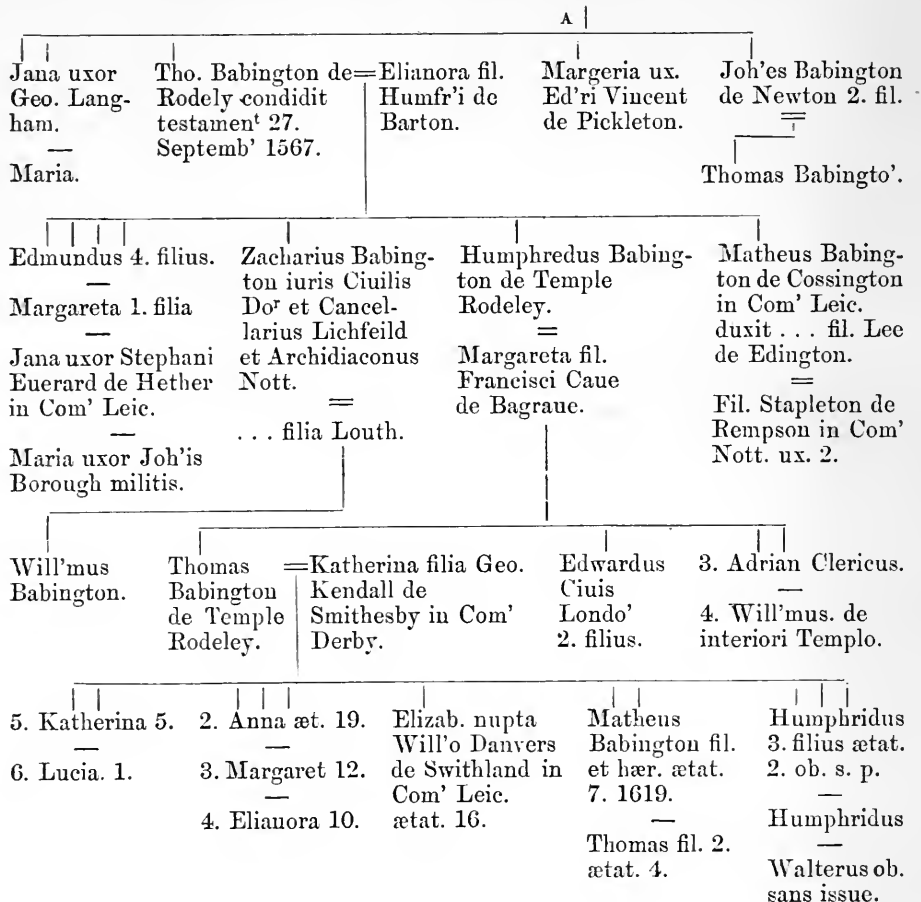 A
Jana uxor
Geo. Lang-
ham.
Maria.
Tho. Babington de
Rodely condidit
testamenᵗ 27.
Septemb' 1567.
=Elianora fil.
Humfr'i de
Barton.
Margeria ux.
Ed'ri Vincent
de Pickleton.
Joh'es Babington
de Newton 2. fil.
=
Thomas Babingto'.
Edmundus 4. filius.
Margareta 1. filia
Jana uxor Stephani
Euerard de Hether
in Com' Leic.
Maria uxor Joh'is
Borough militis.
Zacharius Babing-
ton iuris Ciuilis
Doʳ et Cancel-
larius Lichfeild
et Archidiaconus
Nott.
=
. . . filia Louth.
Humphredus Babing-
ton de Temple
Rodeley.
=
Margareta fil.
Francisci Caue
de Bagraue.
Matheus Babing-
ton de Cossington
in Com' Leic.
duxit . . . fil. Lee
de Edington.
=
Fil. Stapleton de
Rempson in Com'
Nott. ux. 2.
Will'mus
Babington.
Thomas
Babington
de Temple
Rodeley.
=Katherina filia Geo.
Kendall de
Smithesby in Com'
Derby.
Edwardus
Ciuis
Londo'
2. filius.
3. Adrian Clericus.
4. Will'mus. de
interiori Templo.
5. Katherina 5.
6. Lucia. 1.
2. Anna æt. 19.
3. Margaret 12.
4. Elianora 10.
Elizab. nupta
Will'o Danvers
de Swithland in
Com' Leic.
ætat. 16.
Matheus
Babington fil.
et hær. ætat.
7. 1619.
Thomas fil. 2.
ætat. 4.
Humphridus
3. filius ætat.
2. ob. s. p.
Humphridus
Walterus ob.
sans issue.